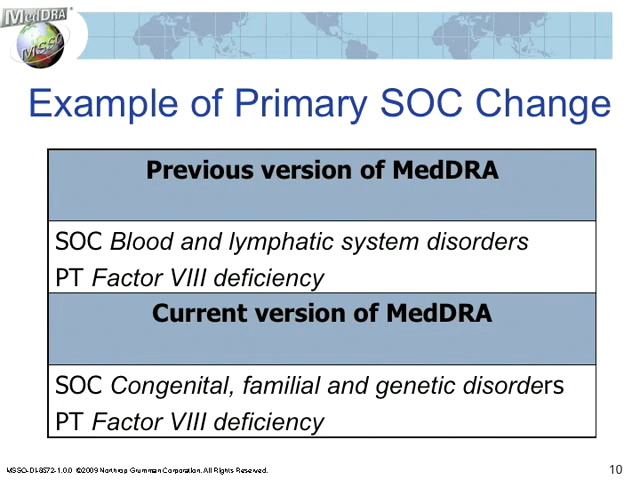 MedDRA
MSSO
Example of Primary SOC Change
Previous version of MedDRA
SOC Blood and lymphatic system disorders
PT Factor VIII deficiency
Current version of MedDRA
SOC Congenital, familial and genetic disorders
PT Factor VIII deficiency
MSSO-DI-8572-1.0.0 ©2009 Northrop Grumman Corporation. All Rights Reserved.
10